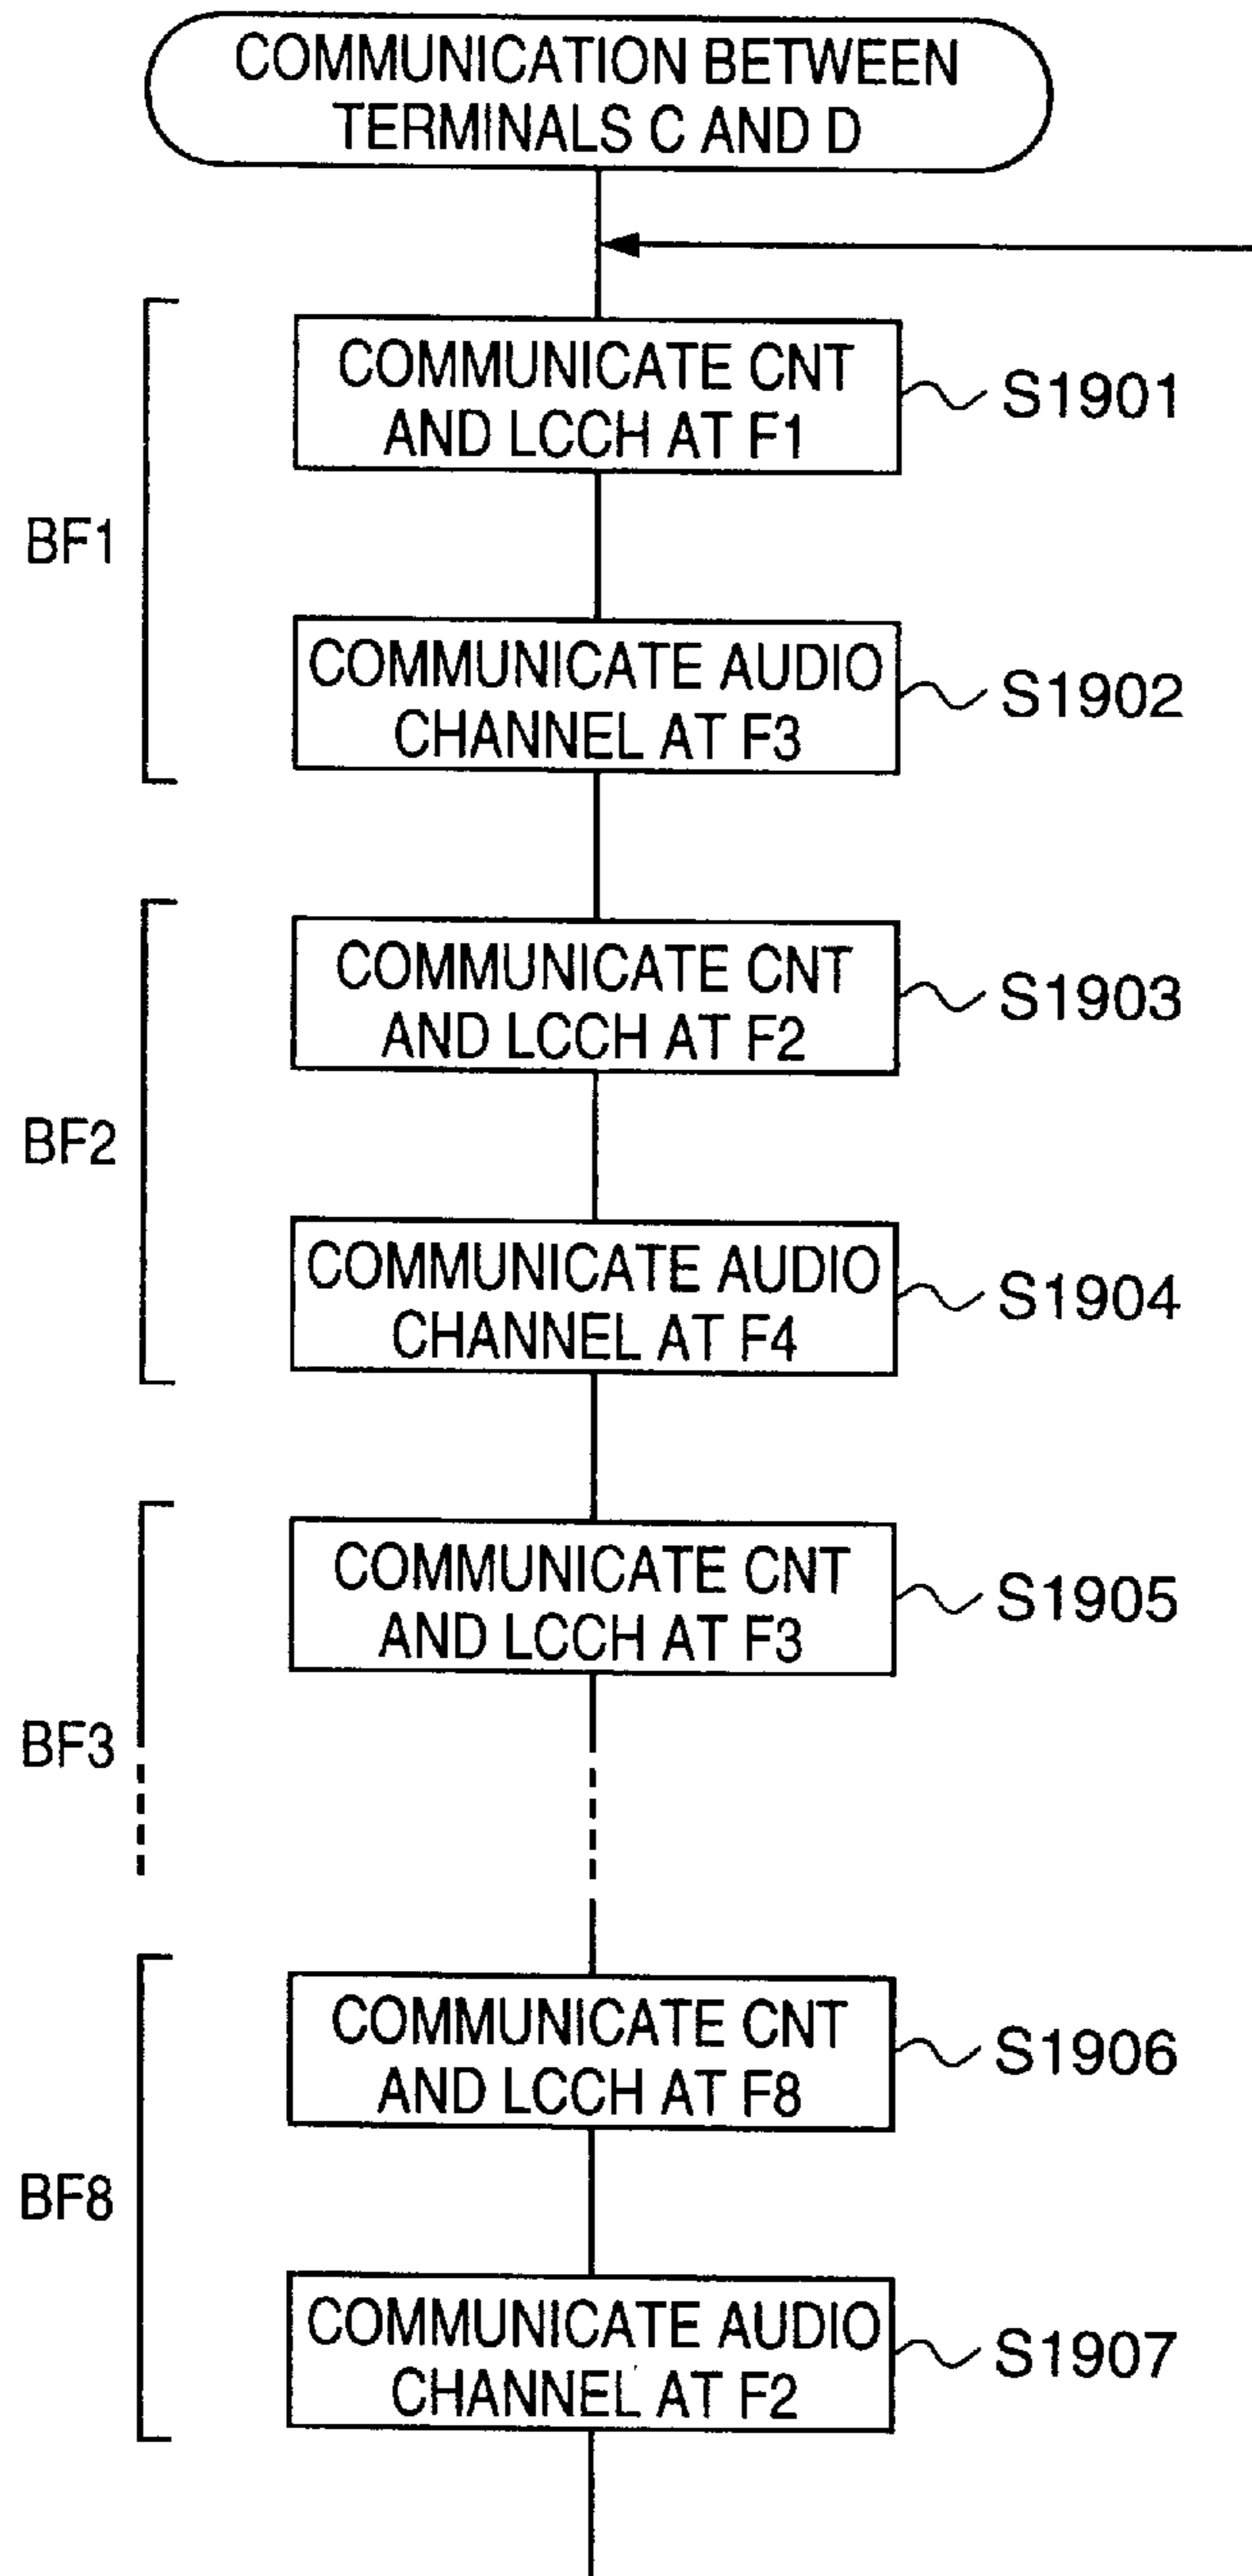 COMMUNICATION BETWEEN
TERMINALS C AND D
COMMUNICATE CNT
AND LCCH AT F1
S1901
BF1
COMMUNICATE AUDIO
CHANNEL AT F3
S1902
COMMUNICATE CNT
AND LCCH AT F2
S1903
BF2
COMMUNICATE AUDIO
CHANNEL AT F4
S1904
COMMUNICATE CNT
AND LCCH AT F3
S1905
BF3
COMMUNICATE CNT
AND LCCH AT F8
S1906
BF8
COMMUNICATE AUDIO
CHANNEL AT F2
S1907